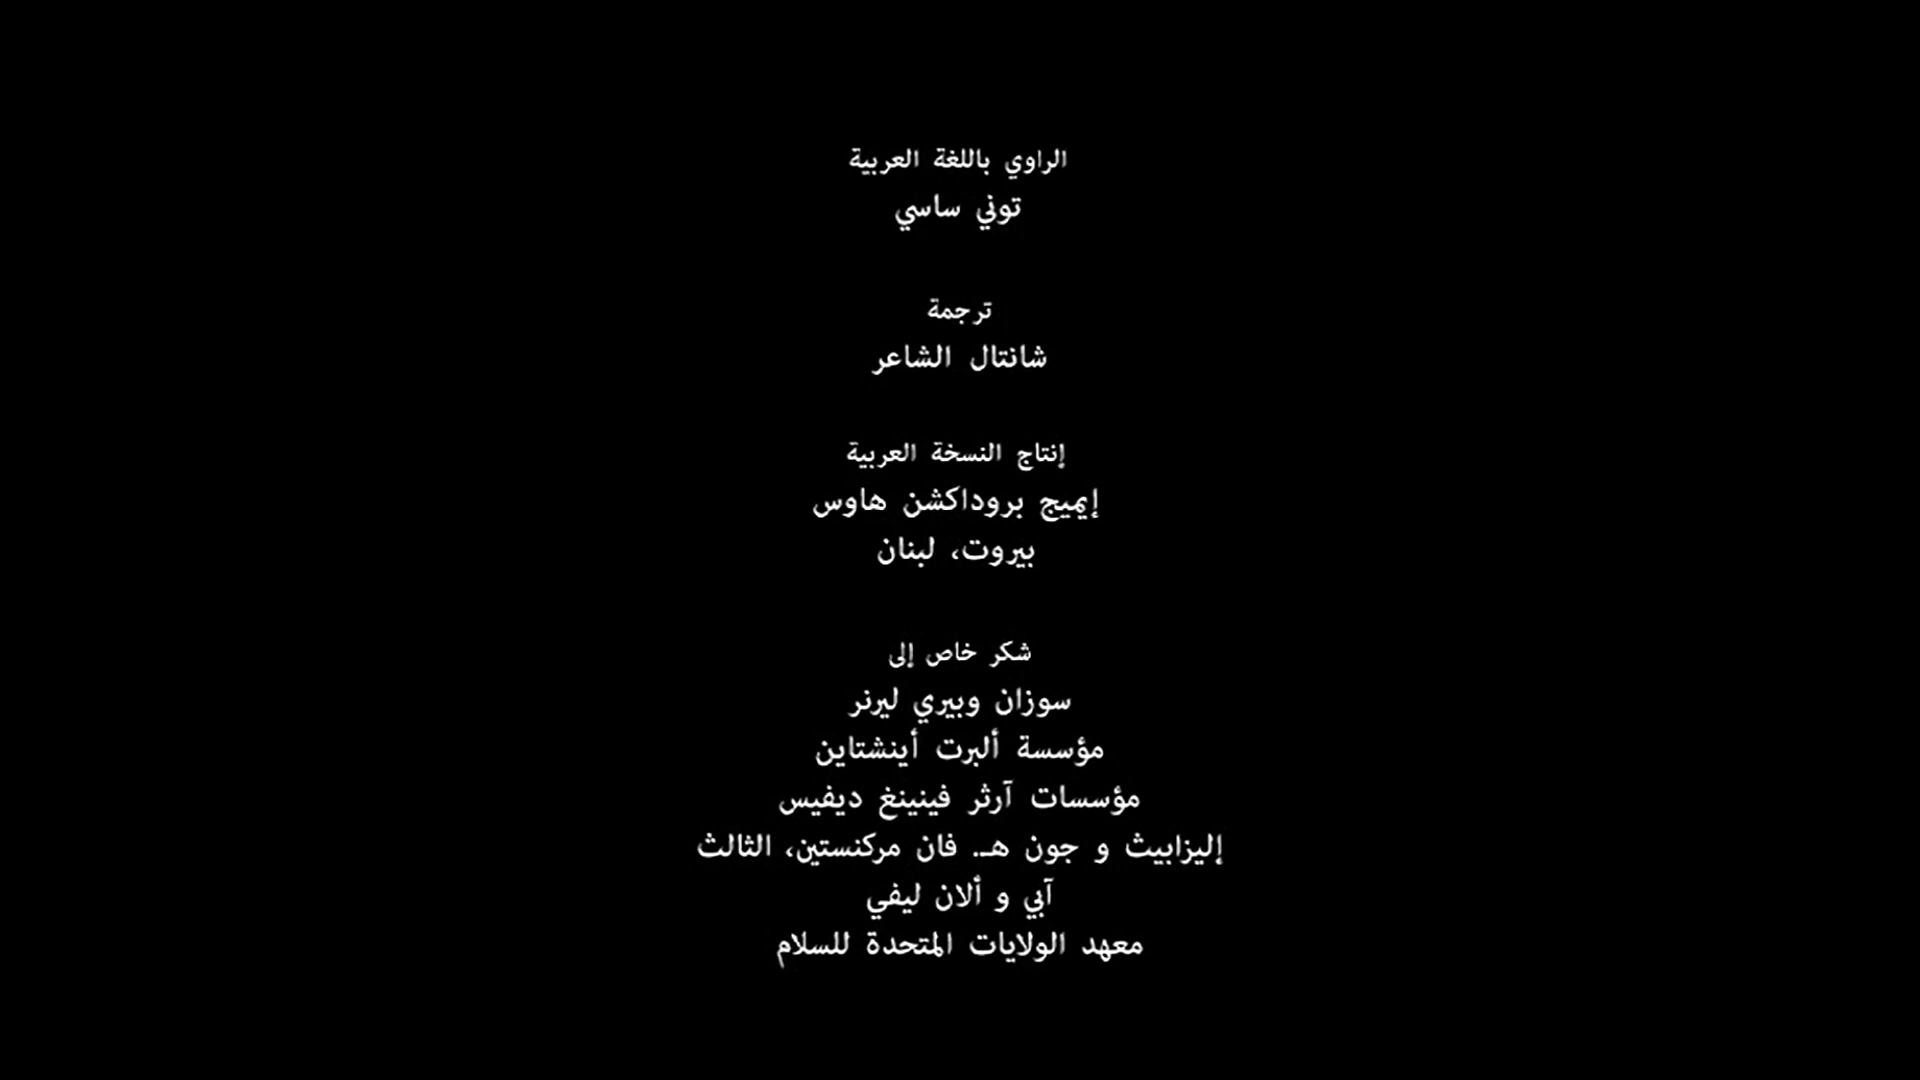 الراوي باللغة العربية
توني ساسي
ترجمة
شانتال الشاعر
إنتاج النسخة العربية
إيميج بروداكشن هاوس
بيروت، لبنان
شكر خاص إلى
سوزان وبيري ليرنر
مؤسسة ألبرت أينشتاين
مؤسسات آرثر فينينغ ديفيس
إليزابيث و جون هـ. فان مركنستين، الثالث
آبي و ألان ليفي
معهد الولايات المتحدة للسلام